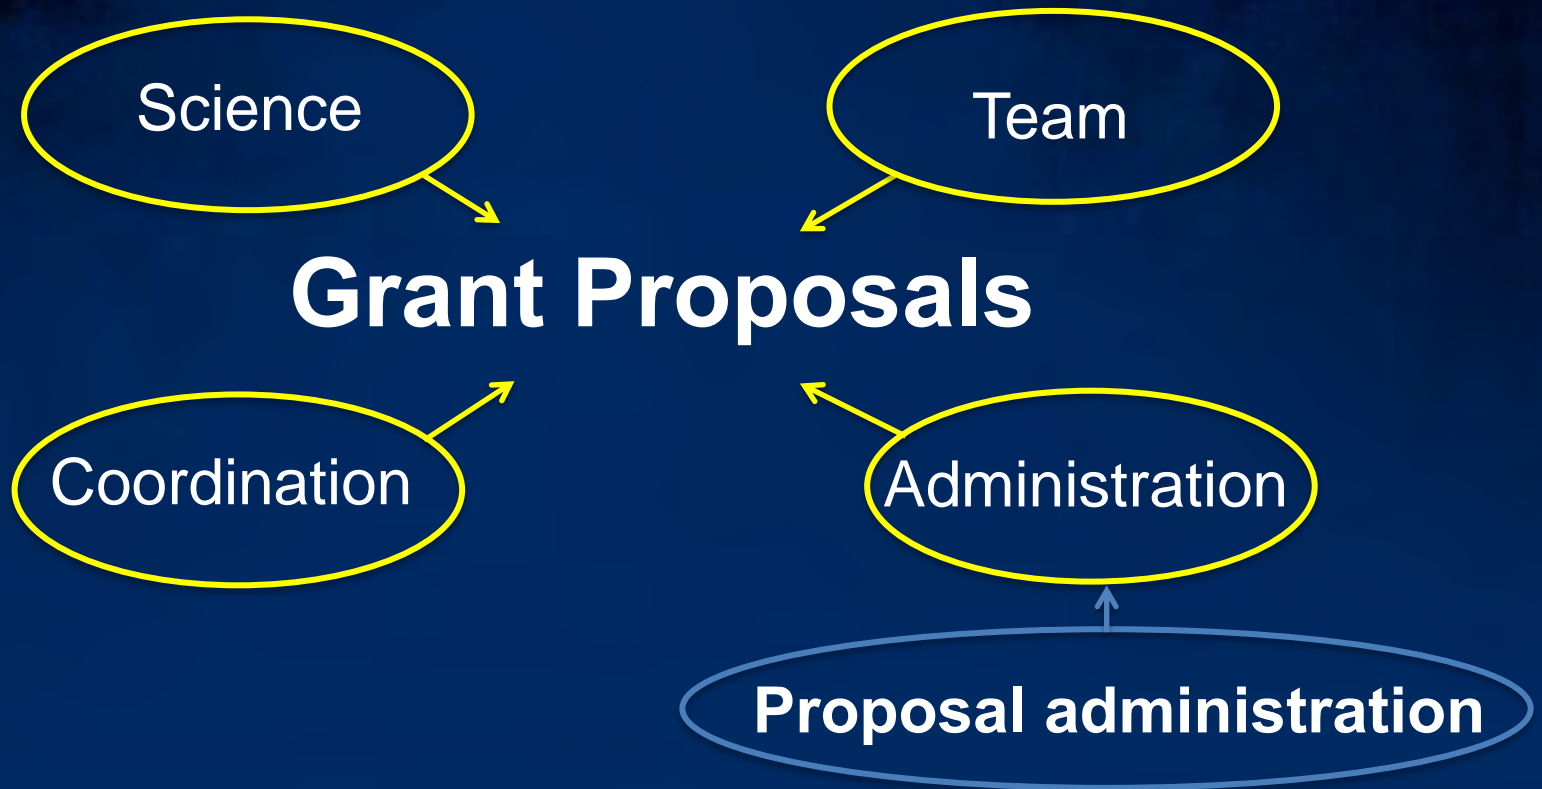 Science
Team
Grant Proposals
Coordination
Administration
Proposal administration